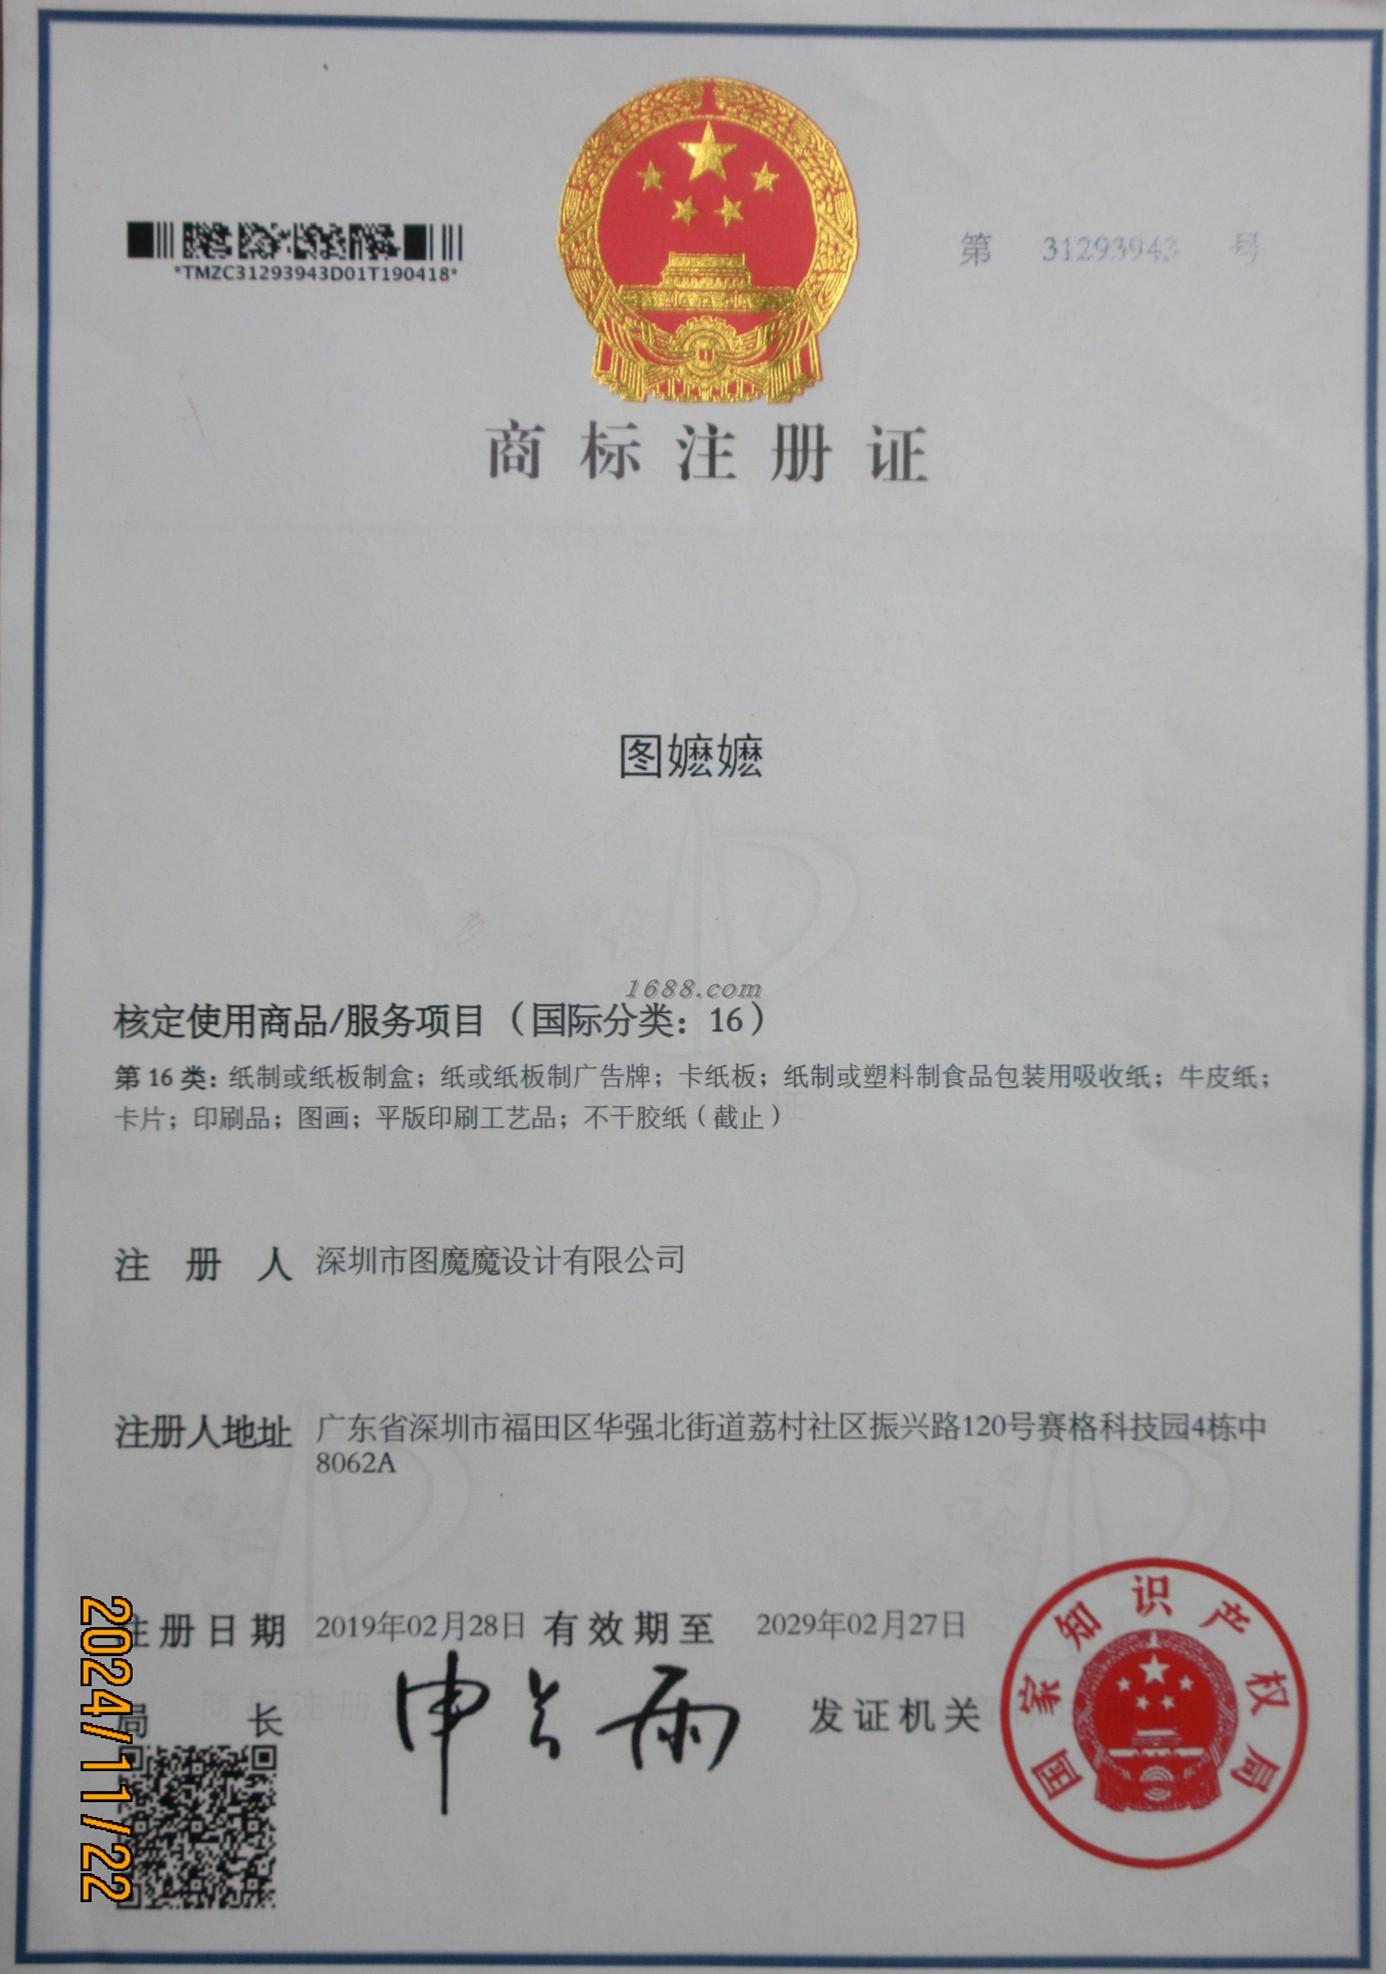 *TMZC31293943D01T190418*
第 31293943 号
商标注册证
图嬷嬷
1688.com
核定使用商品/服务项目（国际分类：16）
第 16 类：纸制或纸板制盒；纸或纸板制广告牌；卡纸板；纸制或塑料制食品包装用吸收纸；牛皮纸；
卡片；印刷品；图画；平版印刷工艺品；不干胶纸（截止）
注册人 深圳市图魔魔设计有限公司
注册人地址 广东省深圳市福田区华强北街道荔村社区振兴路120号赛格科技园4栋中
8062A
注册日期 2019年02月28日 有效期至 2029年02月27日
局长 申长雨 发证机关
国家知识产权局
2024/11/22